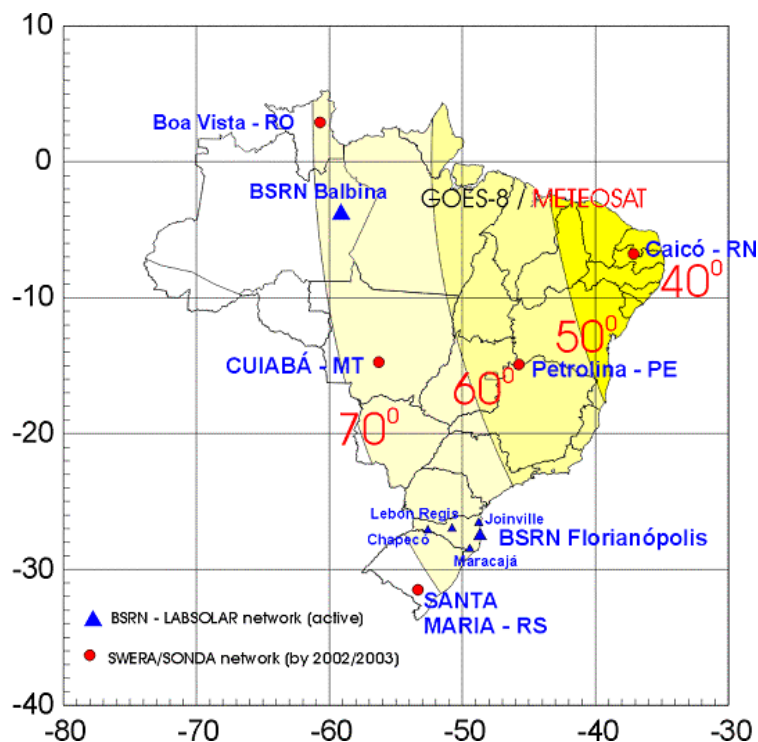 10
0
-10
-20
-30
-40
-80
-70
-60
-50
-40
-30
Boa Vista - RO
BSRN Balbina
GOES-8 / METEOSAT
Caicó - RN
40⁰
50⁰
CUIABÁ - MT
60⁰
Petrolina - PE
70⁰
Lebon Regis
Joinville
Chapecó
BSRN Florianópolis
Maracajá
SANTA
MARIA - RS
BSRN - LABSOLAR network (active)
SWERA/SONDA network (by 2002/2003)